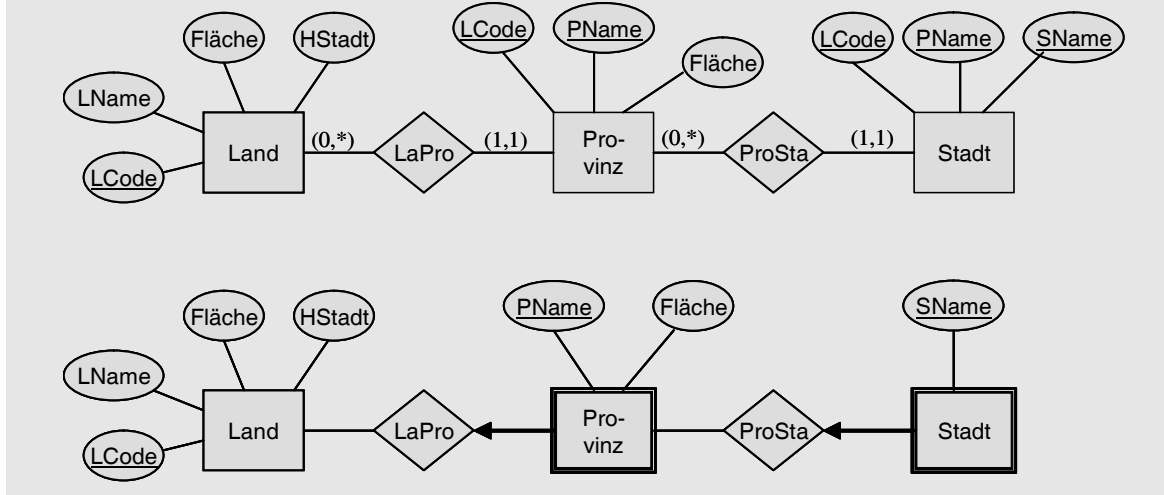 Fläche HStadt LCode PName LCode PName SName
Fläche
LName
(0,*) (1,1) (0,*) (1,1)
Land LaPro Pro-
vinz ProSta Stadt
LCode
Fläche HStadt PName Fläche SName
LName
Land LaPro Pro-
vinz ProSta Stadt
LCode